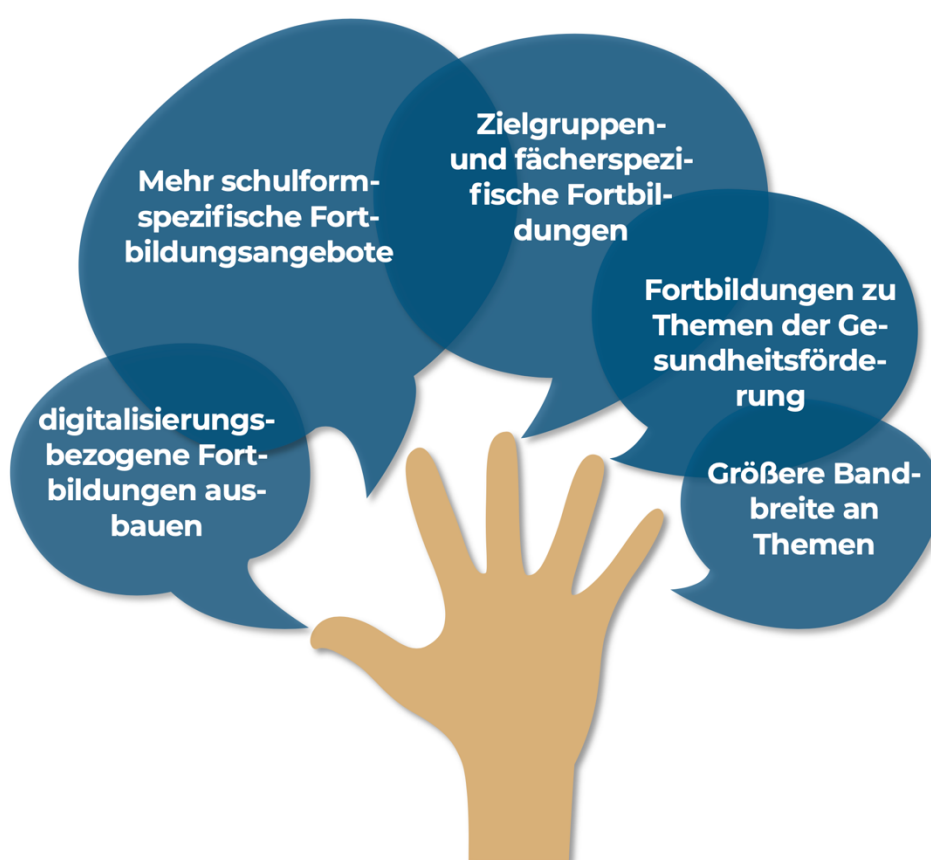 Mehr schulform-
spezifische Fort-
bildungsangebote
Zielgruppen-
und fächerspezi-
fische Fortbil-
dungen
Fortbildungen zu
Themen der Ge-
sundheitsförde-
rung
digitalisierungs-
bezogene Fort-
bildungen aus-
bauen
Größere Band-
breite an
Themen